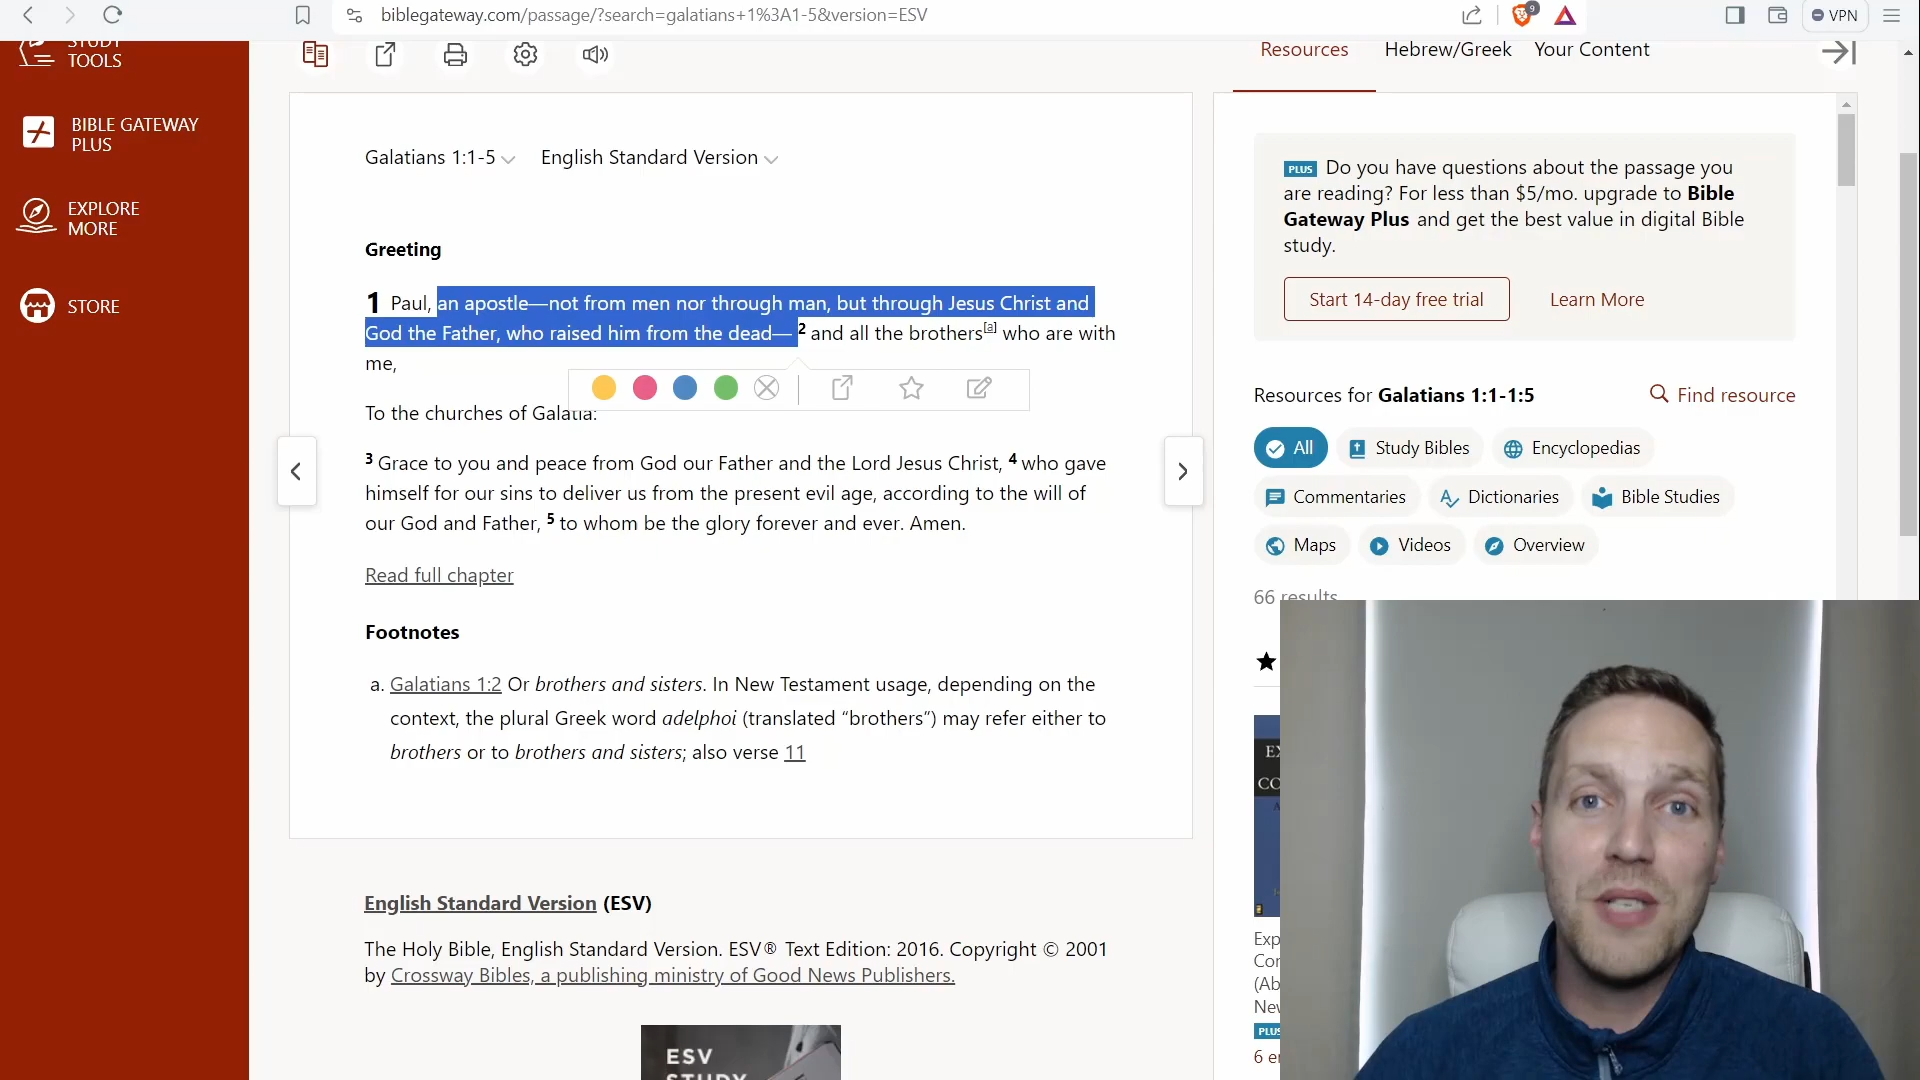 biblegateway.com/passage/?search=galatians+1%3A1-5&version=ESV
9
VPN
STUDY
TOOLS
BIBLE GATEWAY
PLUS
EXPLORE
MORE
STORE
Resources Hebrew/Greek Your Content
Galatians 1:1-5 English Standard Version
Greeting
1 Paul, an apostle—not from men nor through man, but through Jesus Christ and
God the Father, who raised him from the dead— 2 and all the brothers[a] who are with
me,
To the churches of Galatia:
3 Grace to you and peace from God our Father and the Lord Jesus Christ, 4 who gave
himself for our sins to deliver us from the present evil age, according to the will of
our God and Father, 5 to whom be the glory forever and ever. Amen.
Read full chapter
Footnotes
a. Galatians 1:2 Or brothers and sisters. In New Testament usage, depending on the
context, the plural Greek word adelphoi (translated “brothers”) may refer either to
brothers or to brothers and sisters; also verse 11
English Standard Version (ESV)
The Holy Bible, English Standard Version. ESV® Text Edition: 2016. Copyright © 2001
by Crossway Bibles, a publishing ministry of Good News Publishers.
ESV
STUDY
PLUS Do you have questions about the passage you
are reading? For less than $5/mo. upgrade to Bible
Gateway Plus and get the best value in digital Bible
study.
Start 14-day free trial Learn More
Resources for Galatians 1:1-1:5 Find resource
All Study Bibles Encyclopedias
Commentaries Dictionaries Bible Studies
Maps Videos Overview
66 results
EX
CO
Exp
Cor
(Ab
New
PLUS
6 en